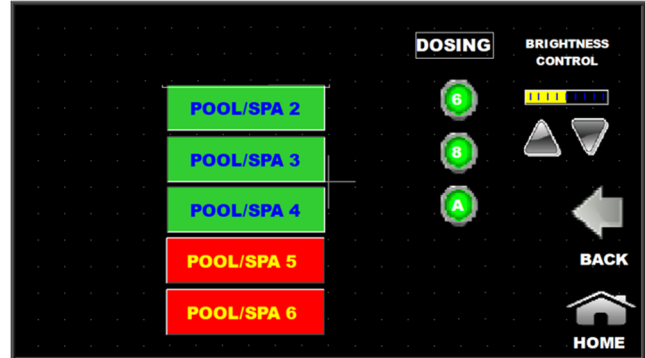 DOSING
BRIGHTNESS
CONTROL
POOL/SPA 2
6
POOL/SPA 3
8
POOL/SPA 4
A
POOL/SPA 5
BACK
POOL/SPA 6
HOME